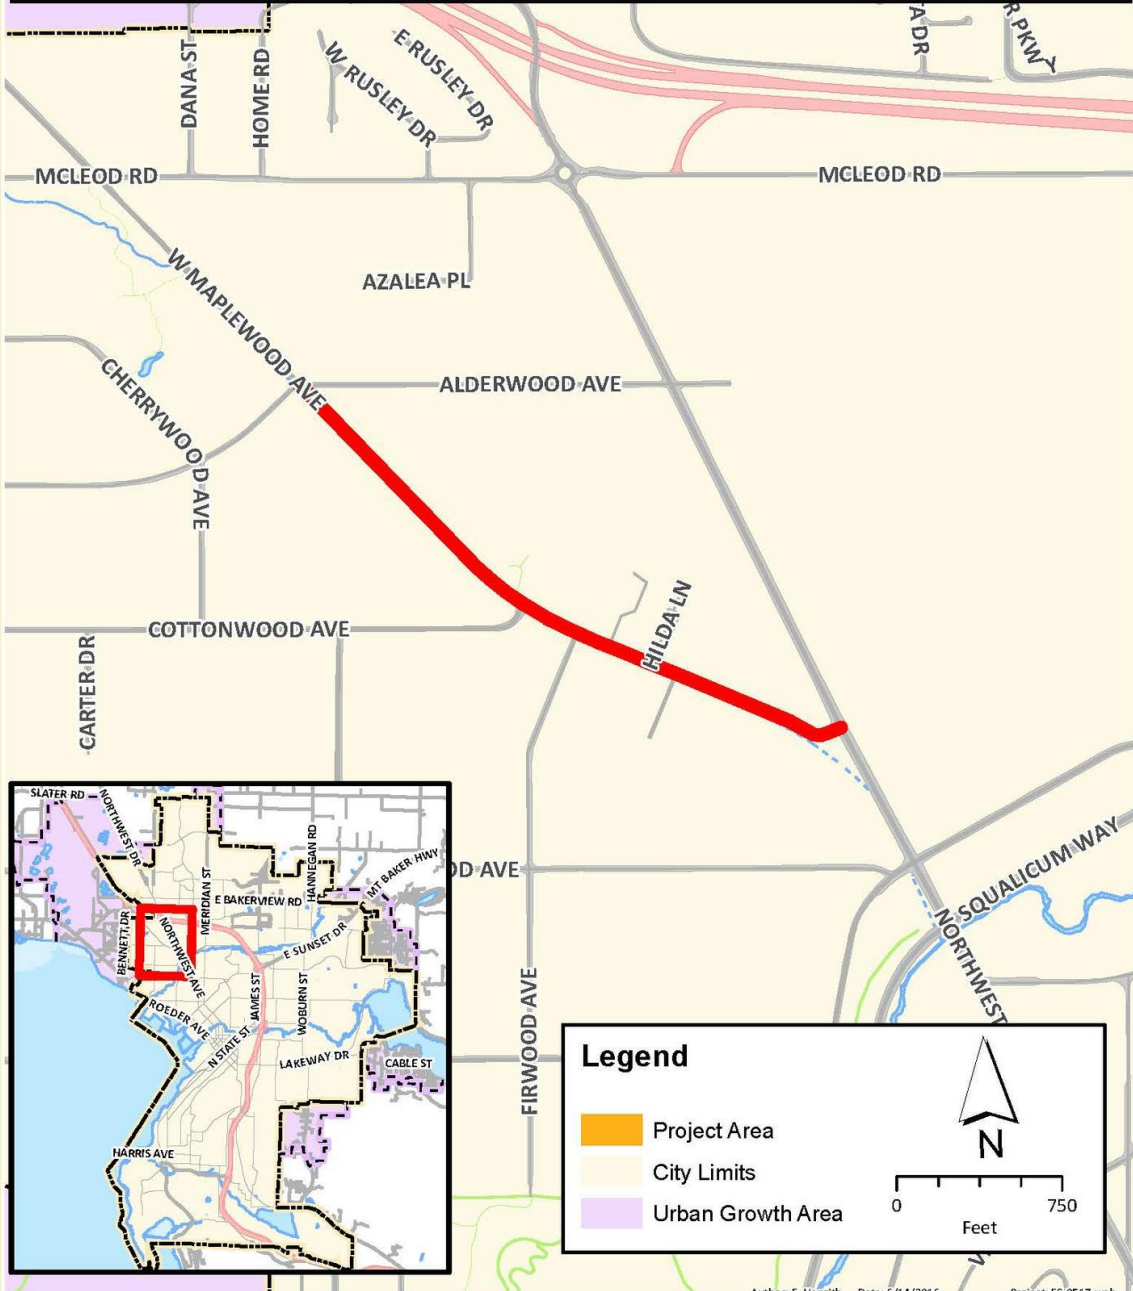 TA DR
R PKWY
DANA ST
HOME RD
W RUSLEY DR
E RUSLEY DR
MCLEOD RD
MCLEOD RD
W MAPLEWOOD AVE
AZALEA PL
CHERRYWOOD AVE
ALDERWOOD AVE
HILDA LN
COTTONWOOD AVE
CARTER DR
OD AVE
SQUALICUM WAY
NORTHWEST
FIRWOOD AVE
SLATER RD
NORTHWEST DR
MERIDIAN ST
HANNEGAN RD
MT BAKER HWY
E BAKERVIEW RD
BENNETT DR
NORTHWEST AVE
E SUNSET DR
JAMES ST
WOBURN ST
ROEDER AVE
N STATE ST
LAKEWAY DR
CABLE ST
HARRIS AVE
Legend
Project Area
City Limits
Urban Growth Area
N
0 750
Feet